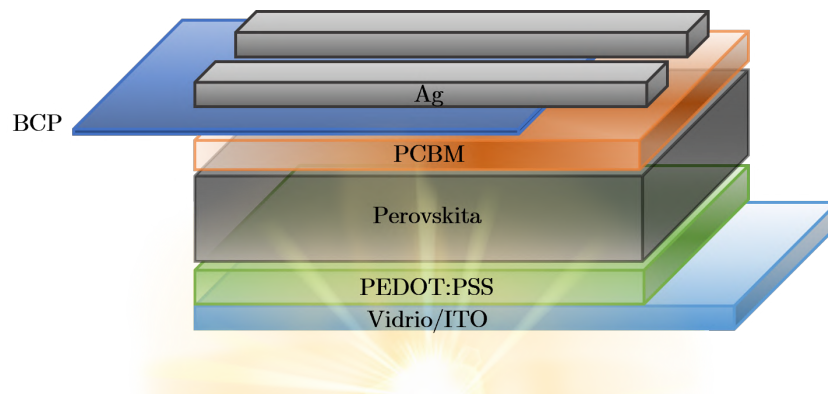 Ag
BCP
PCBM
Perovskita
PEDOT:PSS
Vidrio/ITO